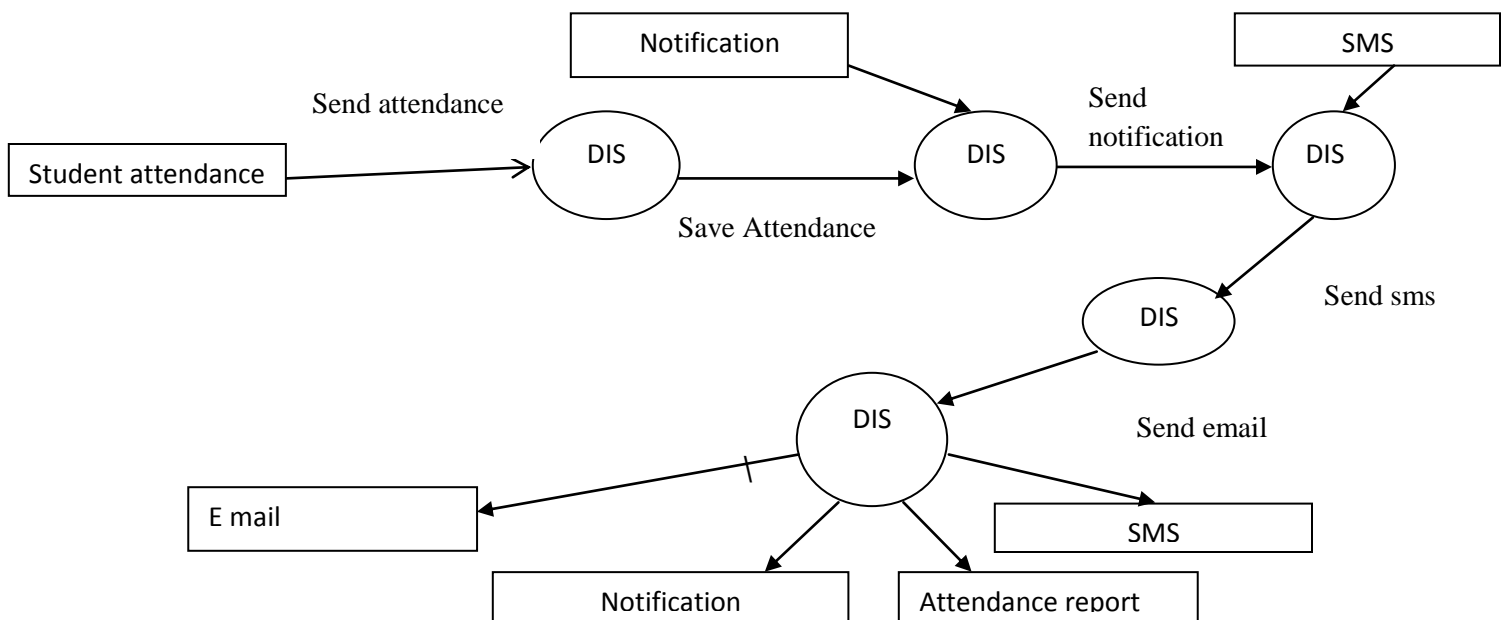 Notification
SMS
Send attendance
Send
notification
DIS
DIS
DIS
Student attendance
Save Attendance
Send sms
DIS
DIS
Send email
E mail
SMS
Notification
Attendance report